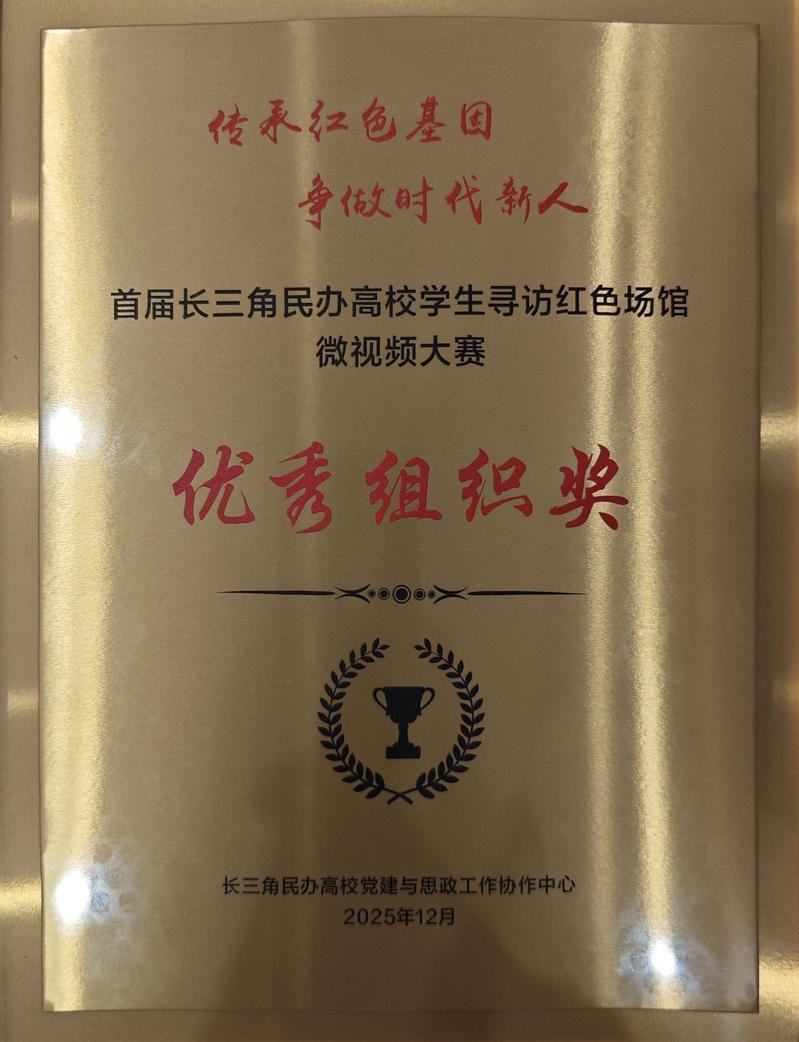 传承红色基因
争做时代新人
首届长三角民办高校学生寻访红色场馆
微视频大赛
优秀组织奖
长三角民办高校党建与思政工作协作中心
2025年12月